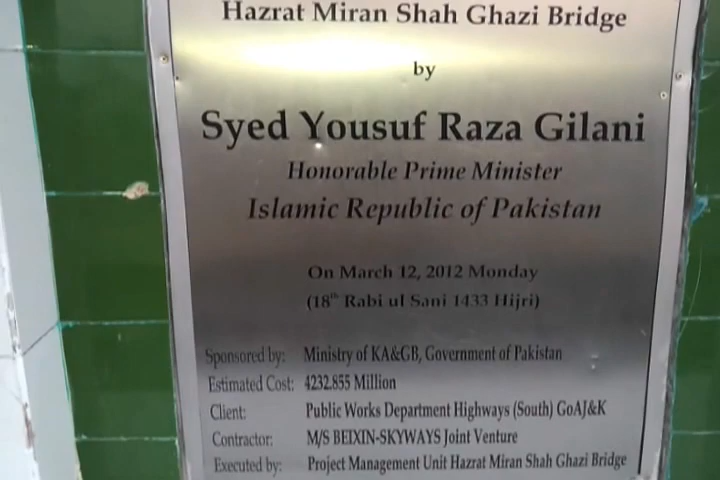 Hazrat Miran Shah Ghazi Bridge
by
Syed Yousuf Raza Gilani
Honorable Prime Minister
Islamic Republic of Pakistan
On March 12, 2012 Monday
(18th Rabi ul Sani 1433 Hijri)
Sponsored by: Ministry of KA&GB, Government of Pakistan
Estimated Cost: 4232.855 Million
Client: Public Works Department Highways (South) GoAJ&K
Contractor: M/S BEIXIN-SKYWAYS Joint Venture
Executed by: Project Management Unit Hazrat Miran Shah Ghazi Bridge